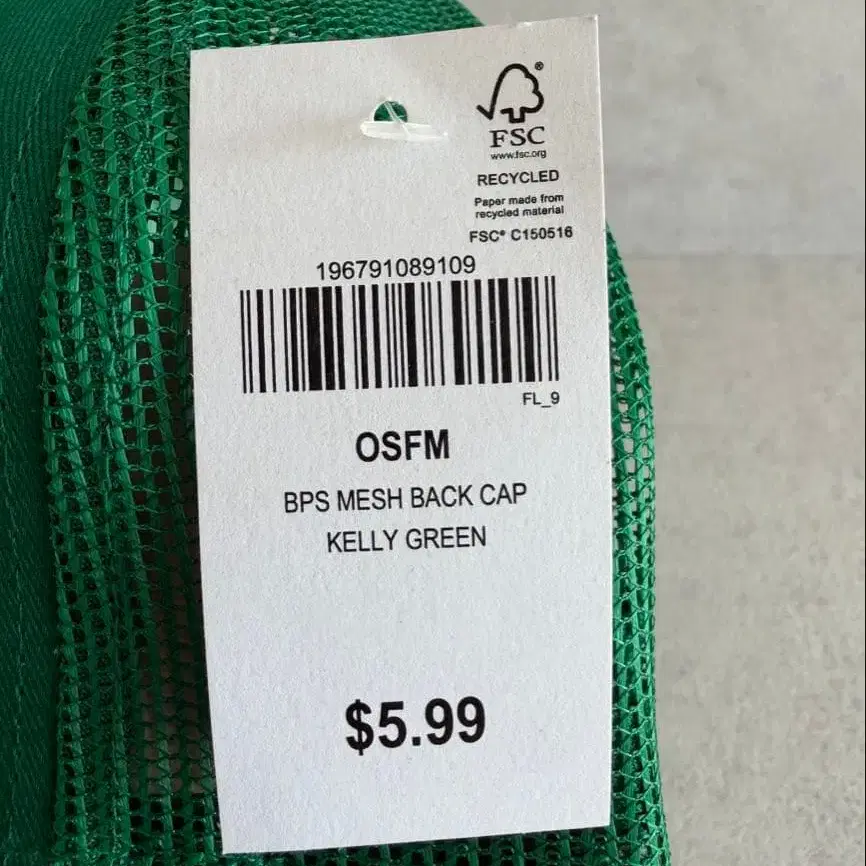 ®
FSC
www.fsc.org
RECYCLED
Paper made from
recycled material
FSC® C150516
196791089109
FL_9
OSFM
BPS MESH BACK CAP
KELLY GREEN
$5.99